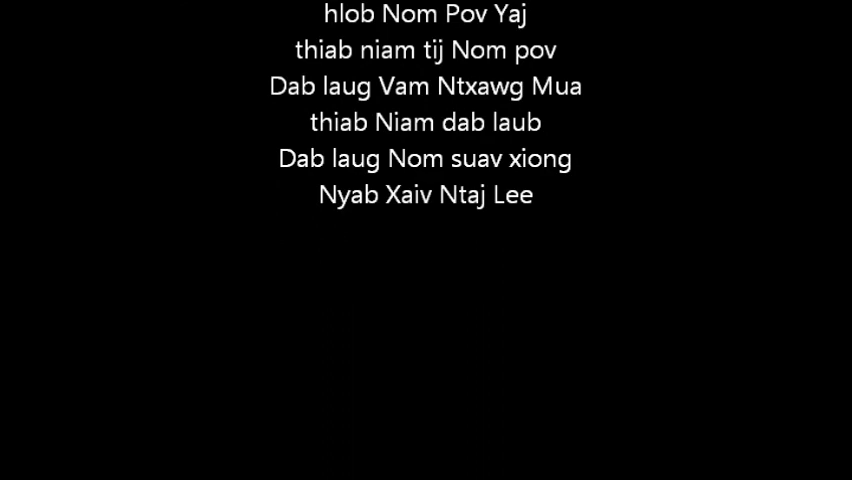 hlob Nom Pov Yaj
thiab niam tij Nom pov
Dab laug Vam Ntxawg Mua
thiab Niam dab laub
Dab laug Nom suav xiong
Nyab Xaiv Ntaj Lee